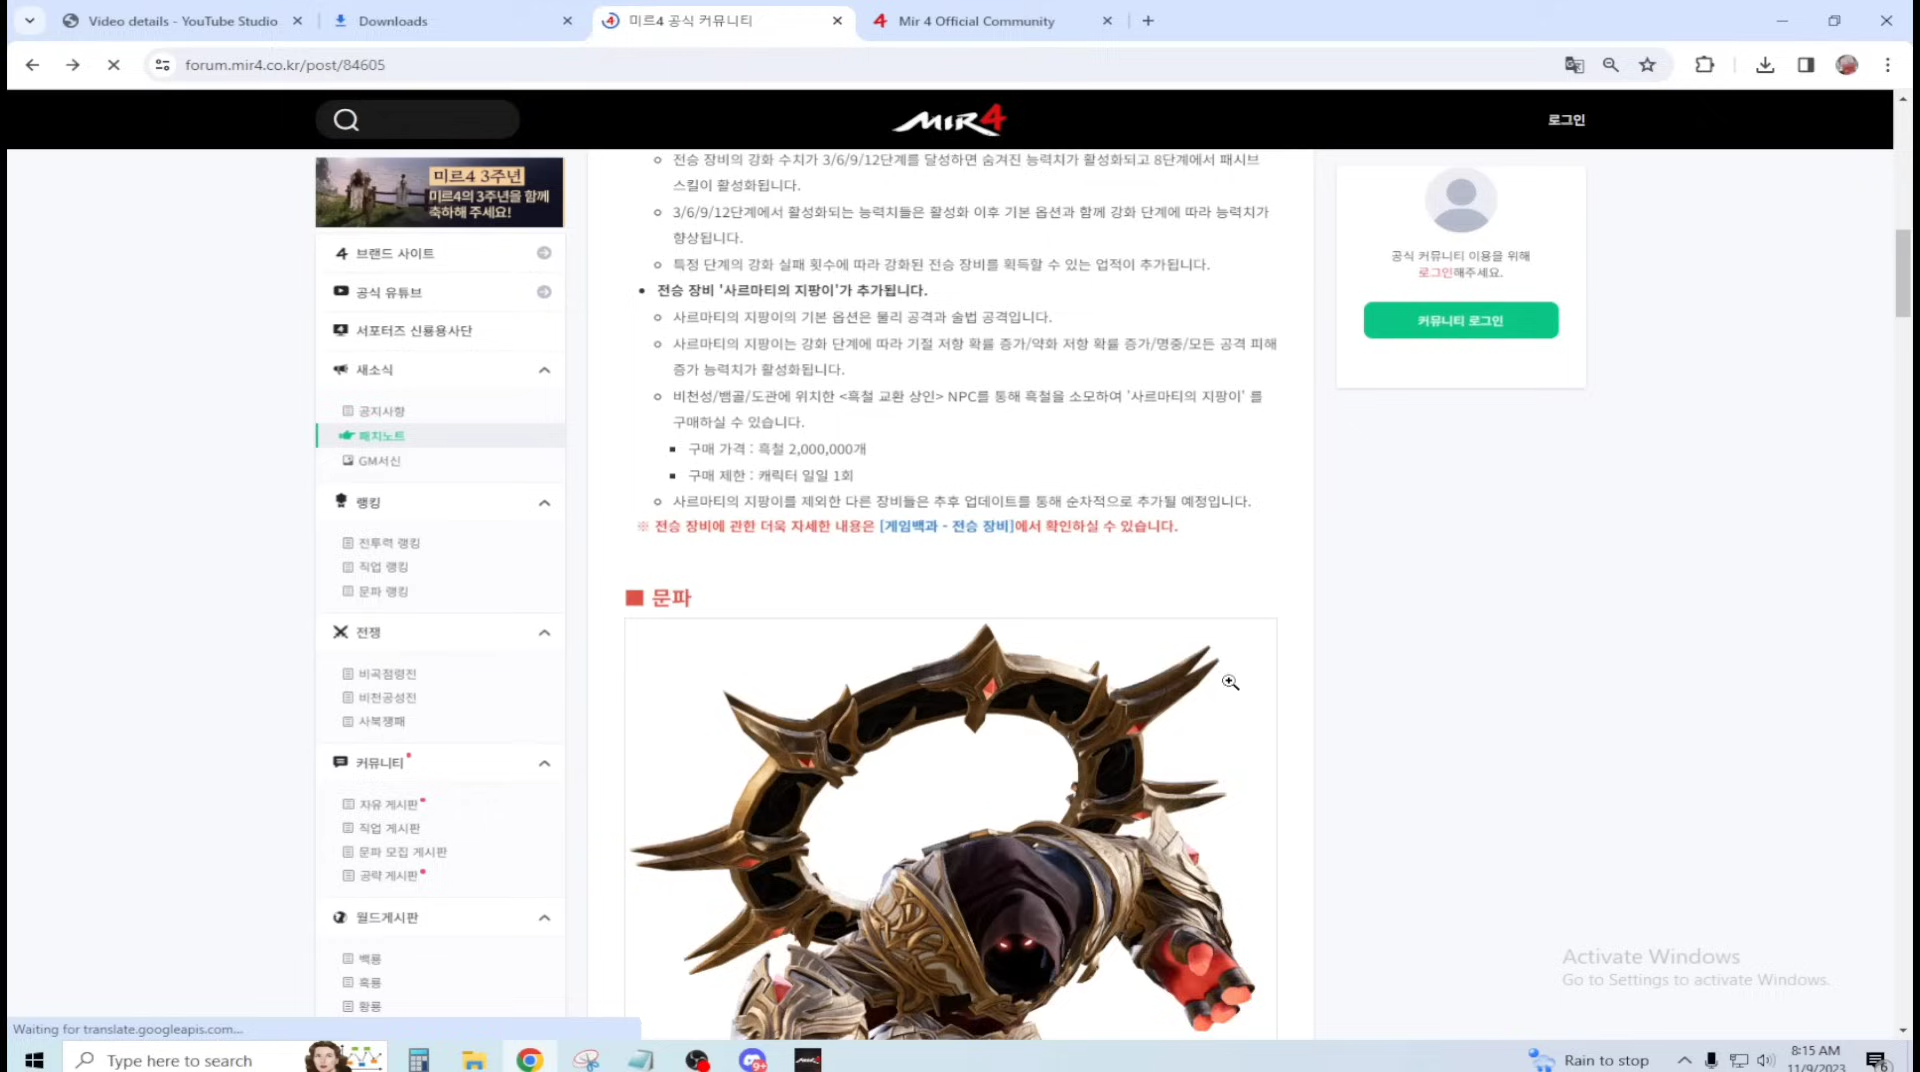 Video details - YouTube Studio
Downloads
미르4 공식 커뮤니티
Mir 4 Official Community
forum.mir4.co.kr/post/84605
MIR4
로그인
미르4 3주년
미르4의 3주년을 함께
축하해 주세요!
브랜드 사이트
공식 유튜브
서포터즈 신룡용사단
새소식
공지사항
패치노트
GM서신
랭킹
전투력 랭킹
직업 랭킹
문파 랭킹
전쟁
비곡점령전
비천공성전
사북쟁패
커뮤니티
자유 게시판
직업 게시판
문파 모집 게시판
공략 게시판
월드게시판
백룡
흑룡
황룡
전승 장비의 강화 수치가 3/6/9/12단계를 달성하면 숨겨진 능력치가 활성화되고 8단계에서 패시브
스킬이 활성화됩니다.
3/6/9/12단계에서 활성화되는 능력치들은 활성화 이후 기본 옵션과 함께 강화 단계에 따라 능력치가
향상됩니다.
특정 단계의 강화 실패 횟수에 따라 강화된 전승 장비를 획득할 수 있는 업적이 추가됩니다.
전승 장비 '사르마티의 지팡이'가 추가됩니다.
사르마티의 지팡이의 기본 옵션은 물리 공격과 술법 공격입니다.
사르마티의 지팡이는 강화 단계에 따라 기절 저항 확률 증가/약화 저항 확률 증가/명중/모든 공격 피해
증가 능력치가 활성화됩니다.
비천성/뱀골/도관에 위치한 <흑철 교환 상인> NPC를 통해 흑철을 소모하여 '사르마티의 지팡이' 를
구매하실 수 있습니다.
구매 가격 : 흑철 2,000,000개
구매 제한 : 캐릭터 일일 1회
사르마티의 지팡이를 제외한 다른 장비들은 추후 업데이트를 통해 순차적으로 추가될 예정입니다.
※ 전승 장비에 관한 더욱 자세한 내용은 [게임백과 - 전승 장비]에서 확인하실 수 있습니다.
■ 문파
공식 커뮤니티 이용을 위해
로그인해주세요.
커뮤니티 로그인
Activate Windows
Go to Settings to activate Windows.
Waiting for translate.googleapis.com...
Type here to search
9+
Rain to stop
8:15 AM
11/9/2023
6